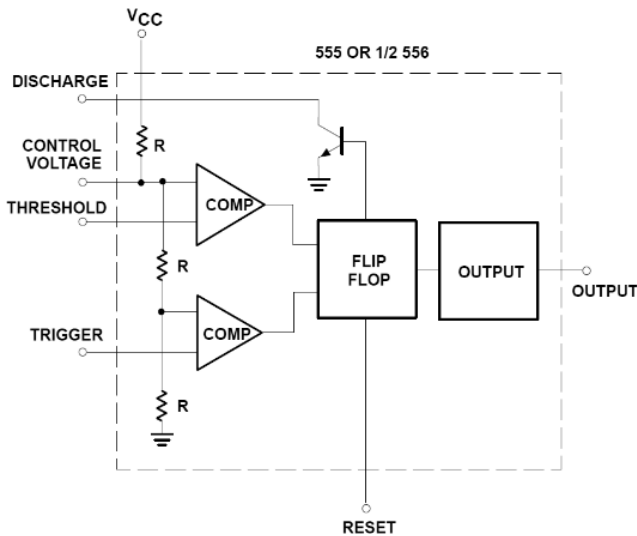 VCC
555 OR 1/2 556
DISCHARGE
R
CONTROL
VOLTAGE
COMP
THRESHOLD
R
FLIP
FLOP
OUTPUT
OUTPUT
COMP
TRIGGER
R
RESET